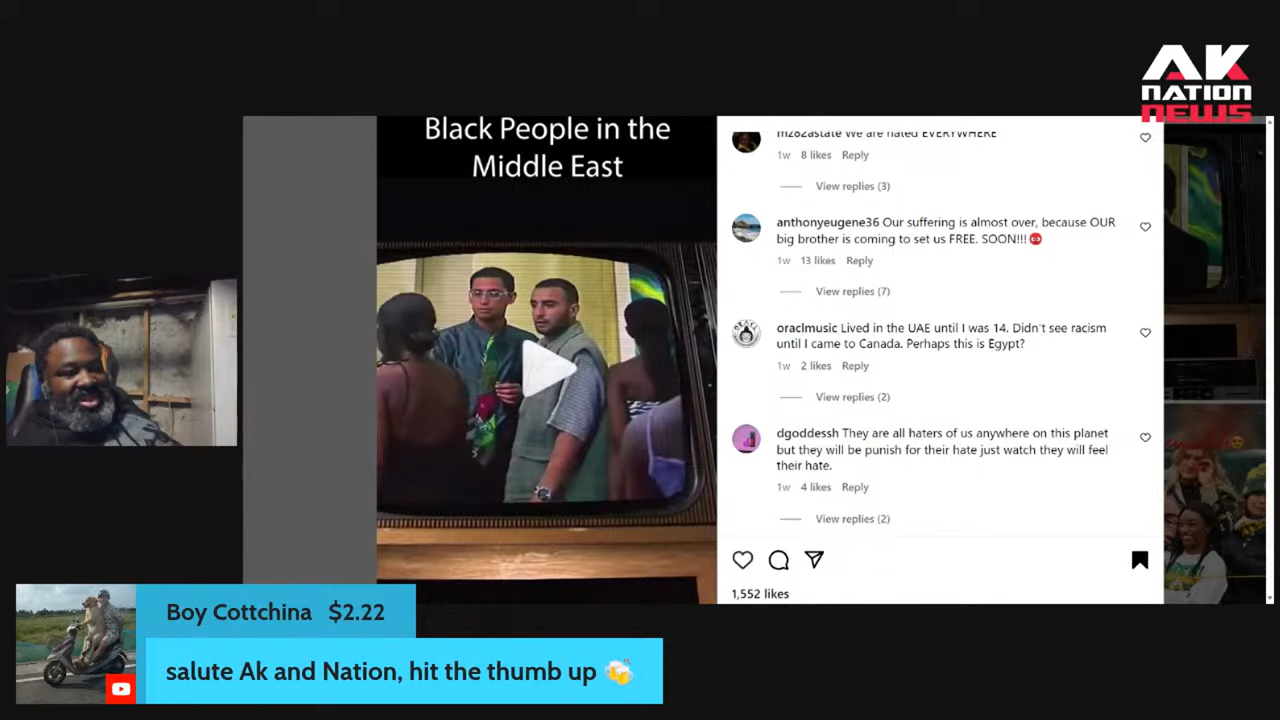 AK
NATION
NEWS
Black People in the
Middle East
m282astate We are hated EVERYWHERE
1w 8 likes Reply
View replies (3)
anthonyeugene36 Our suffering is almost over, because OUR
big brother is coming to set us FREE. SOON!!!
1w 13 likes Reply
View replies (7)
oraclmusic Lived in the UAE until I was 14. Didn't see racism
until I came to Canada. Perhaps this is Egypt?
1w 2 likes Reply
View replies (2)
dgoddessh They are all haters of us anywhere on this planet
but they will be punish for their hate just watch they will feel
their hate.
1w 4 likes Reply
View replies (2)
1,552 likes
Boy Cottchina $2.22
salute Ak and Nation, hit the thumb up 🍻